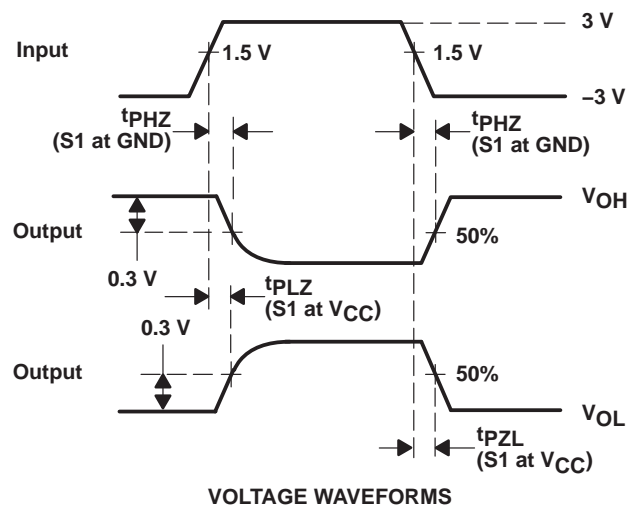 3 V
Input
1.5 V
1.5 V
–3 V
tPHZ
(S1 at GND)
tPHZ
(S1 at GND)
VOH
Output
50%
0.3 V
tPLZ
(S1 at VCC)
0.3 V
Output
50%
VOL
tPZL
(S1 at VCC)
VOLTAGE WAVEFORMS